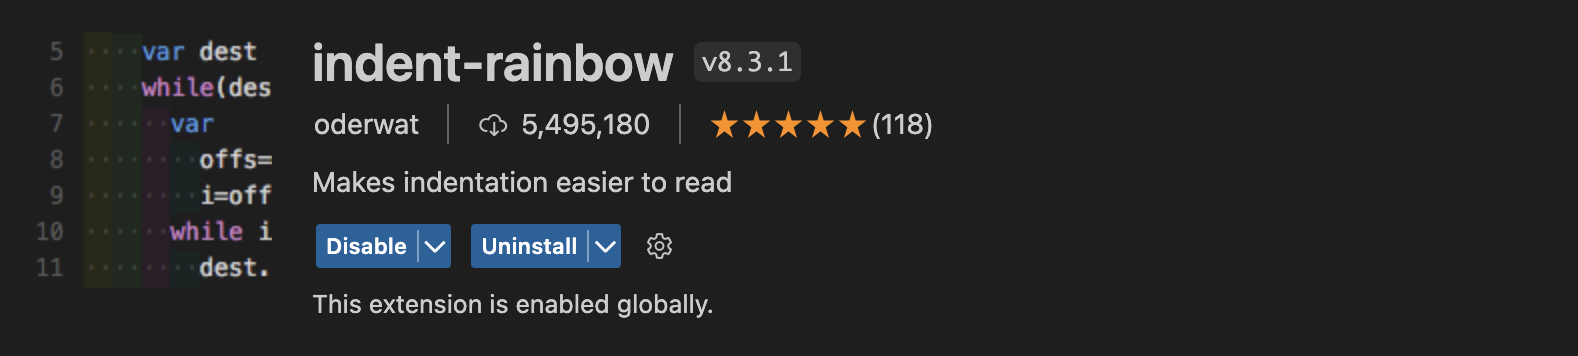 5 ····var dest
6 ····while(des
7 ······var
8 ········offs=
9 ········i=off
10 ······while i
11 ········dest.
indent-rainbow v8.3.1
oderwat 5,495,180 ★★★★★(118)
Makes indentation easier to read
Disable Uninstall
This extension is enabled globally.